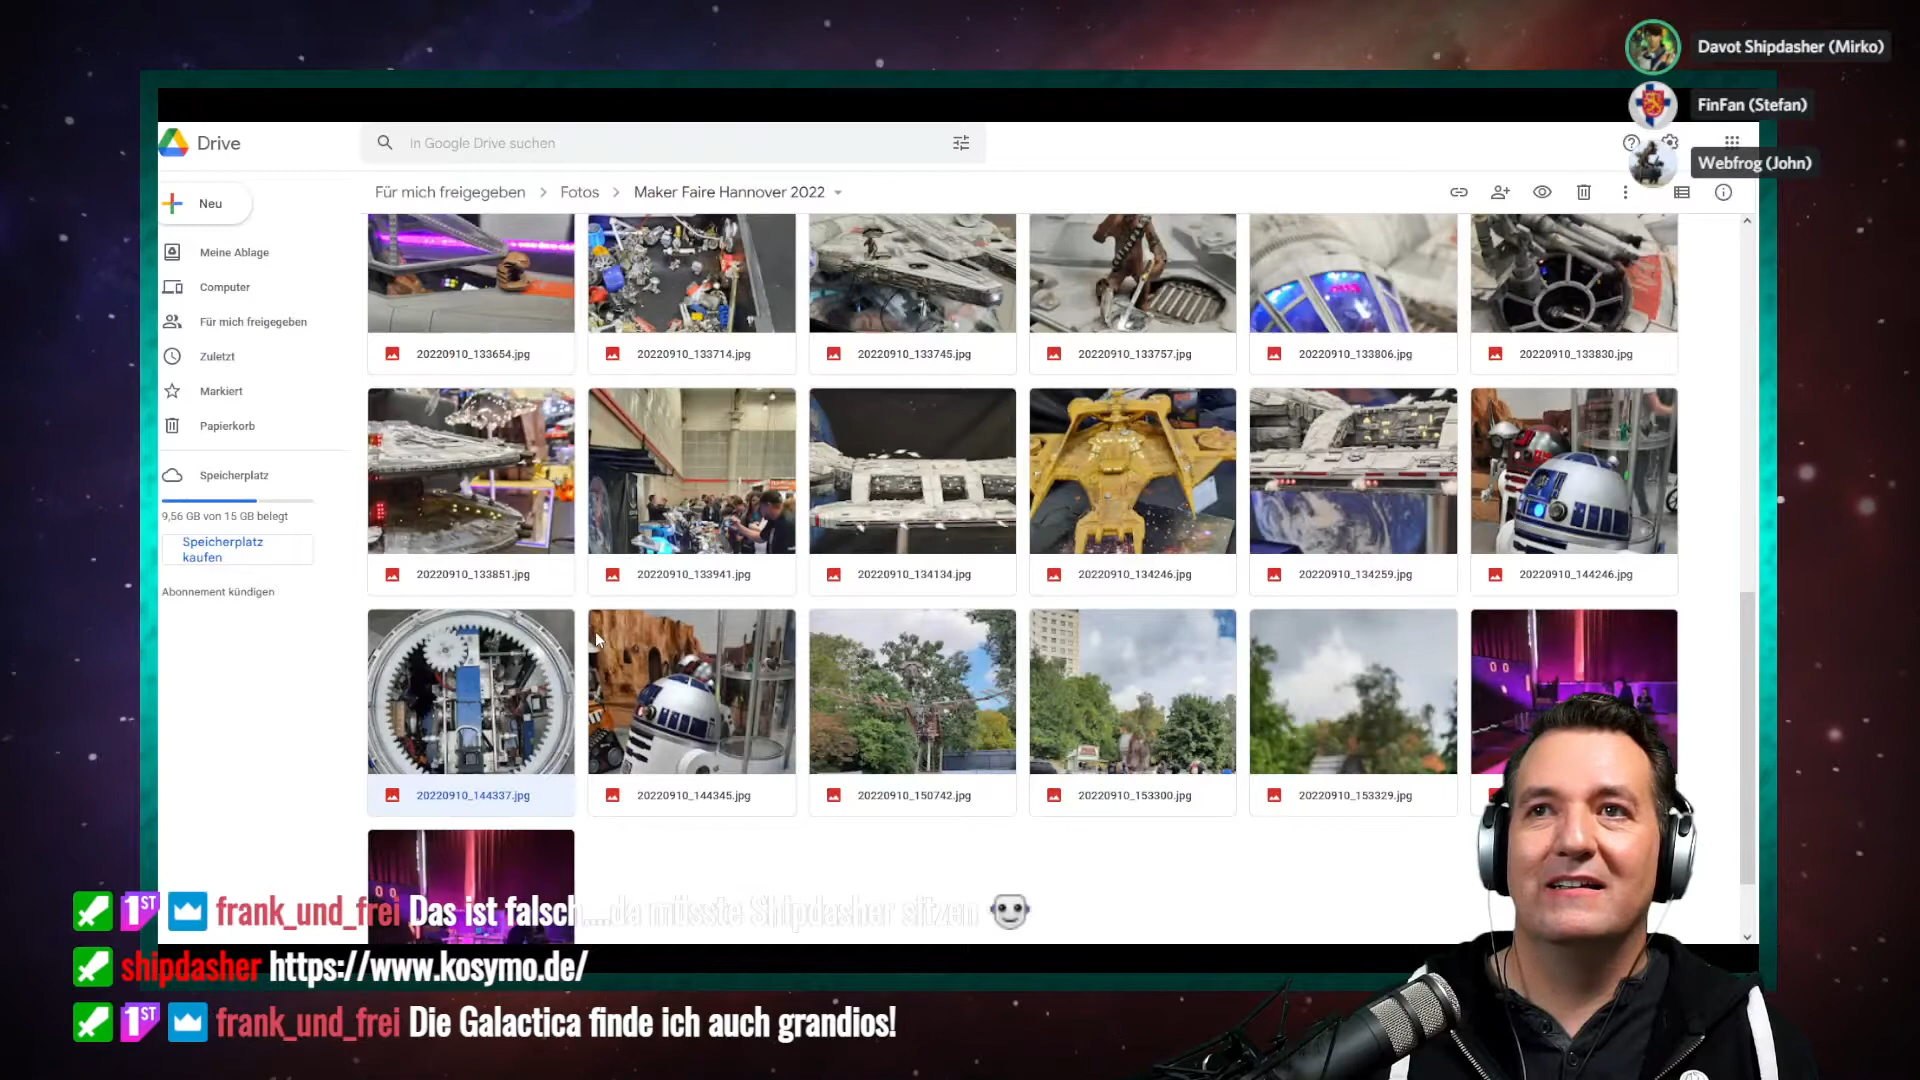 Davot Shipdasher (Mirko)
FinFan (Stefan)
Webfrog (John)
Drive
In Google Drive suchen
Neu
Für mich freigegeben > Fotos > Maker Faire Hannover 2022
Meine Ablage
Computer
Für mich freigegeben
Zuletzt
Markiert
Papierkorb
Speicherplatz
9,56 GB von 15 GB belegt
Speicherplatz
kaufen
Abonnement kündigen
20220910_133654.jpg
20220910_133714.jpg
20220910_133745.jpg
20220910_133757.jpg
20220910_133806.jpg
20220910_133830.jpg
20220910_133851.jpg
20220910_133941.jpg
20220910_134134.jpg
20220910_134246.jpg
20220910_134259.jpg
20220910_144246.jpg
20220910_144337.jpg
20220910_144345.jpg
20220910_150742.jpg
20220910_153300.jpg
20220910_153329.jpg
1ST frank_und_frei Das ist falsch....da müsste Shipdasher sitzen
shipdasher https://www.kosymo.de/
1ST frank_und_frei Die Galactica finde ich auch grandios!